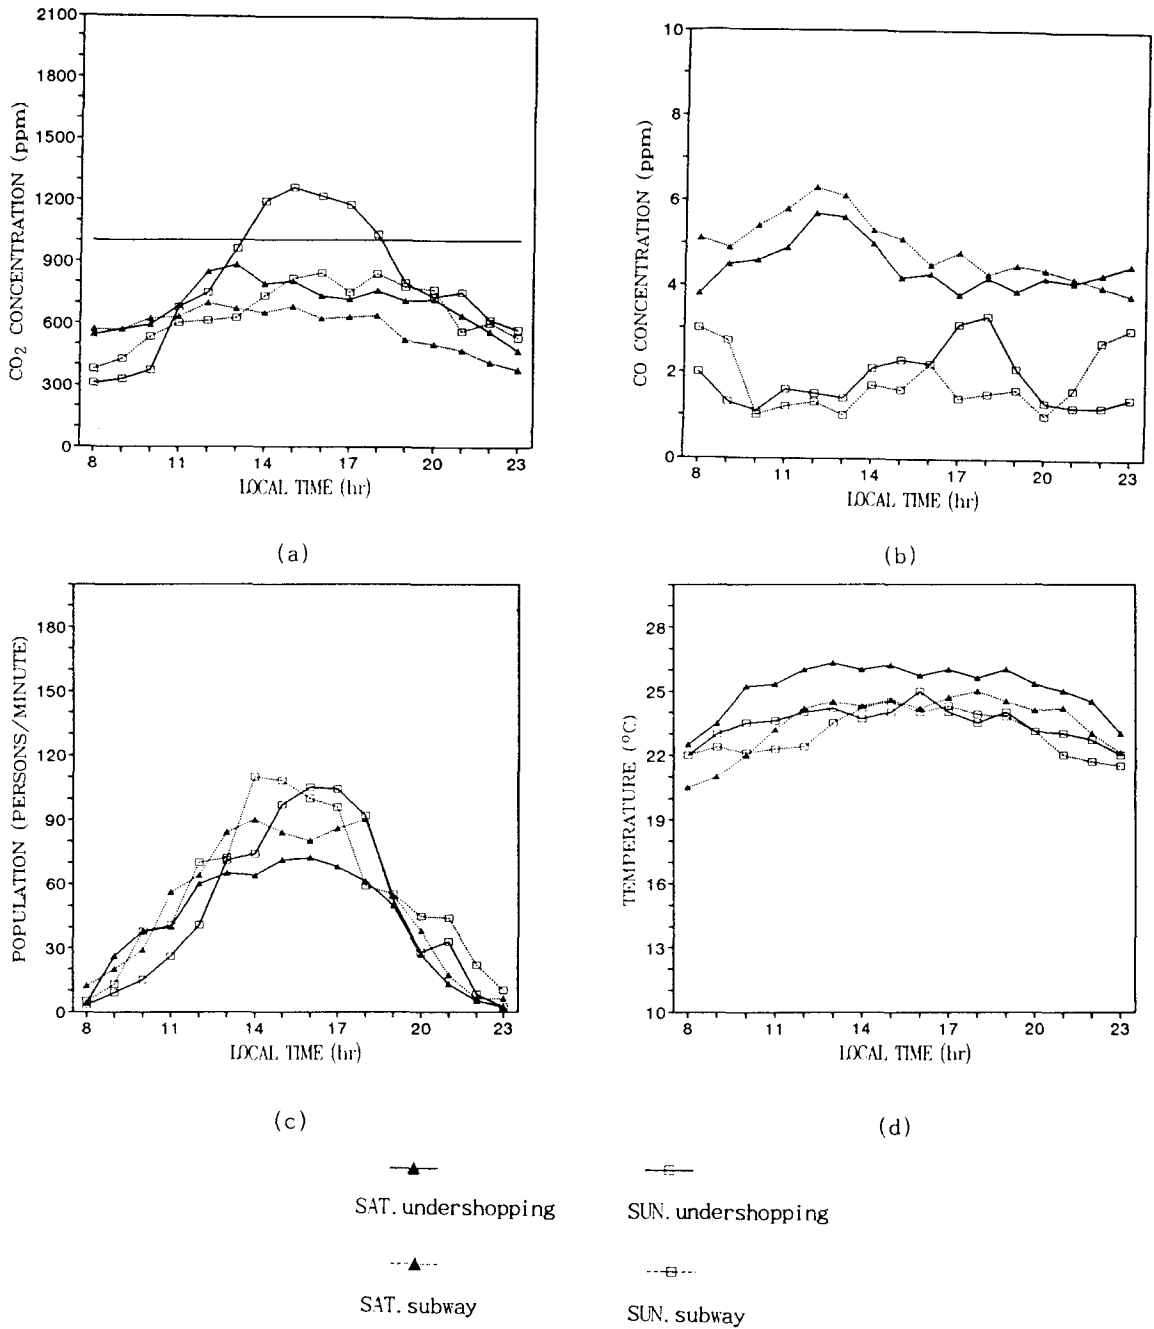 2100
1800
1500
1200
900
600
300
0
CO₂ CONCENTRATION (ppm)
8 11 14 17 20 23
LOCAL TIME (hr)
(a)
10
8
6
4
2
0
CO CONCENTRATION (ppm)
8 11 14 17 20 23
LOCAL TIME (hr)
(b)
180
150
120
90
60
30
0
POPULATION (PERSONS/MINUTE)
8 11 14 17 20 23
LOCAL TIME (hr)
(c)
28
25
22
19
16
13
10
TEMPERATURE (°C)
8 11 14 17 20 23
LOCAL TIME (hr)
(d)
SAT. undershopping
SUN. undershopping
SAT. subway
SUN. subway